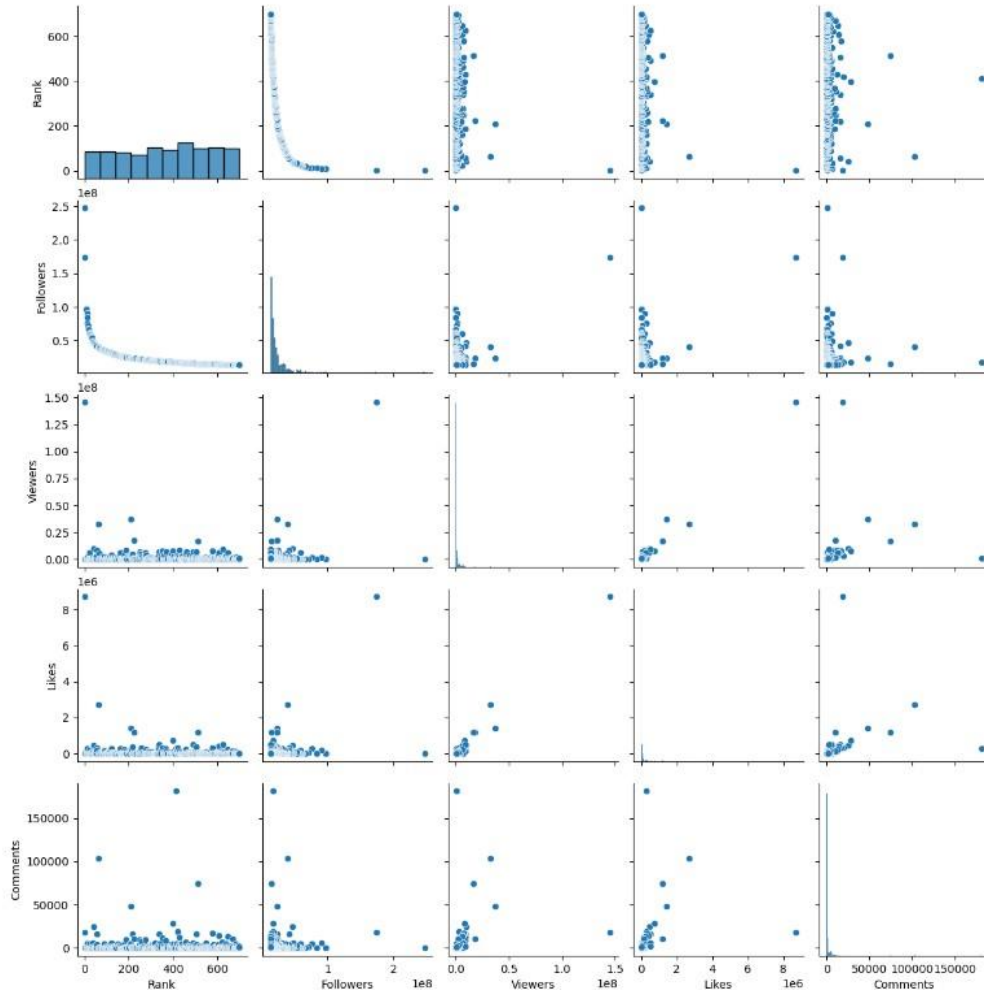 600
400
200
0
Rank
1e8
2.5
2.0
1.5
1.0
0.5
Followers
1e8
1.50
1.25
1.00
0.75
0.50
0.25
0.00
Viewers
1e6
8
6
4
2
0
Likes
150000
100000
50000
0
Comments
0 200 400 600
Rank
1 2
1e8
Followers
0.0 0.5 1.0 1.5
1e8
Viewers
0 2 4 6 8
1e6
Likes
0 50000 100000 150000
Comments